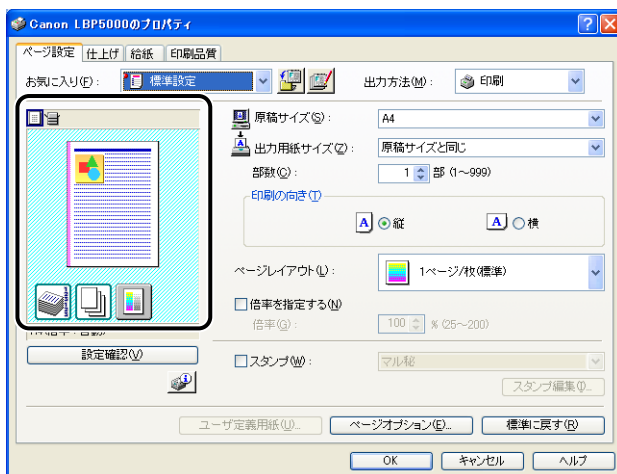 Canon LBP5000のプロパティ
ページ設定 仕上げ 給紙 印刷品質
お気に入り(F): 標準設定 出力方法(M): 印刷
原稿サイズ(S): A4
出力用紙サイズ(Z): 原稿サイズと同じ
部数(C): 1 部 (1～999)
印刷の向き(T)
A 縦 A 横
ページレイアウト(L): 1ページ/枚(標準)
倍率を指定する(N)
倍率(G): 100 % (25～200)
設定確認(V)
スタンプ(W): マル秘
スタンプ編集(I)...
ユーザ定義用紙(U)... ページオプション(E)... 標準に戻す(R)
OK キャンセル ヘルプ